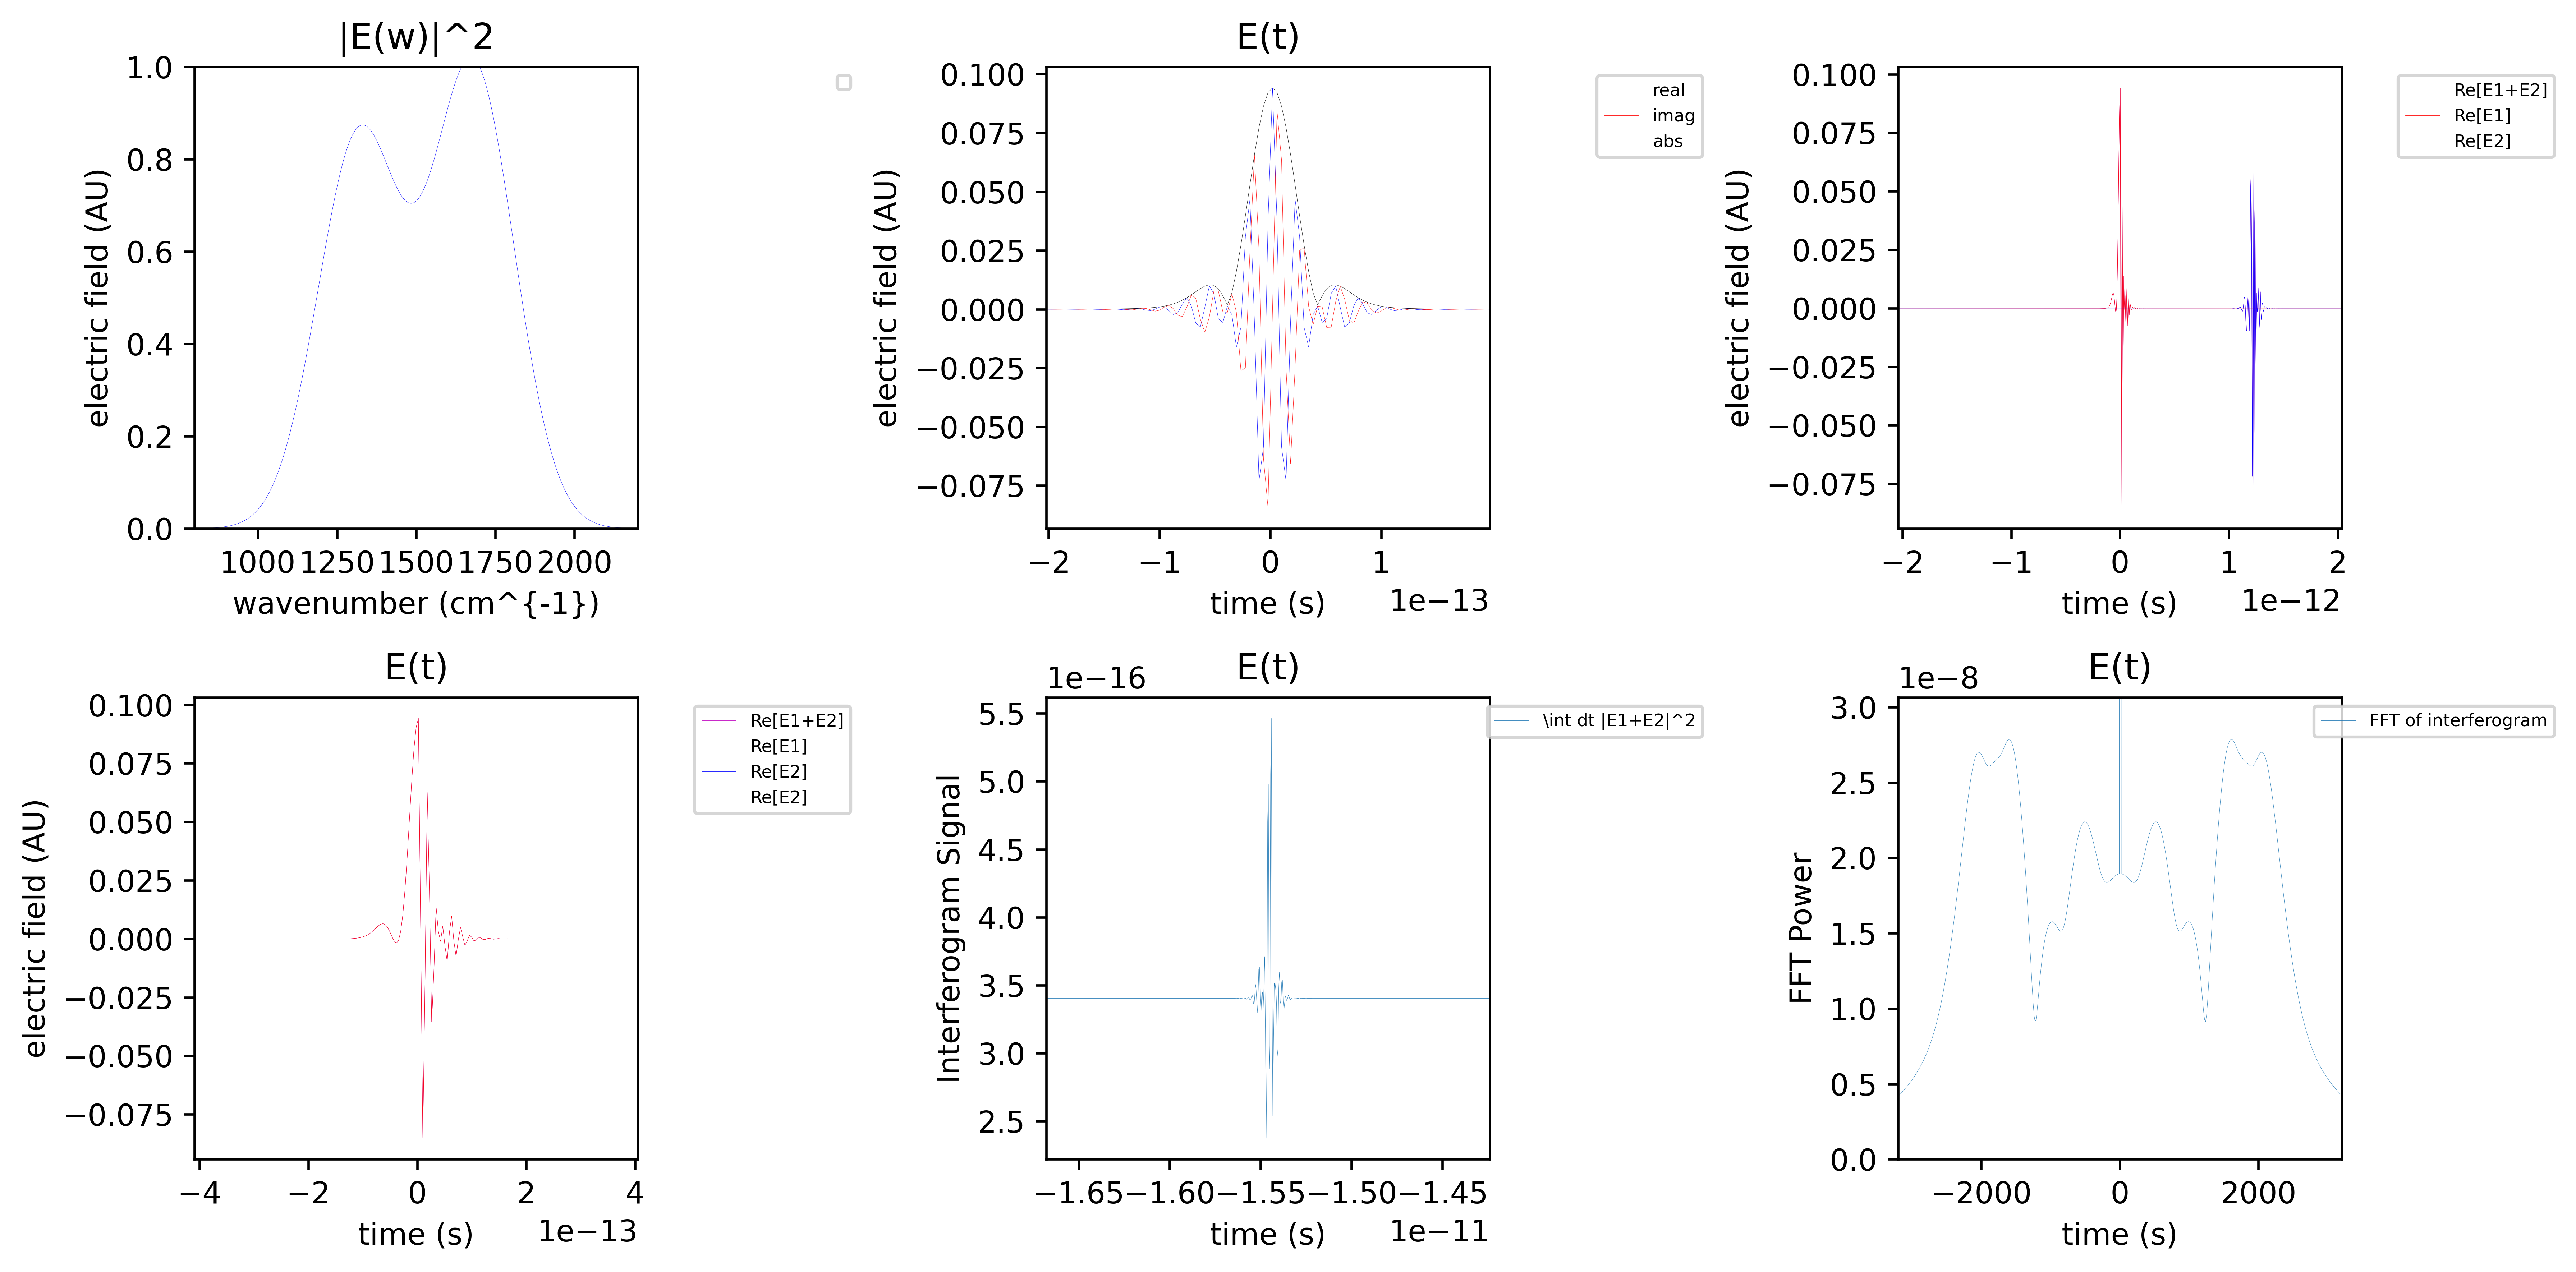 |E(w)|^2
1.0
0.8
0.6
0.4
0.2
0.0
electric field (AU)
1000 1250 1500 1750 2000
wavenumber (cm^{-1})
E(t)
0.100
0.075
0.050
0.025
0.000
−0.025
−0.050
−0.075
electric field (AU)
real
imag
abs
−2 −1 0 1
1e−13
time (s)
0.100
0.075
0.050
0.025
0.000
−0.025
−0.050
−0.075
electric field (AU)
Re[E1+E2]
Re[E1]
Re[E2]
−2 −1 0 1 2
1e−12
time (s)
E(t)
0.100
0.075
0.050
0.025
0.000
−0.025
−0.050
−0.075
electric field (AU)
Re[E1+E2]
Re[E1]
Re[E2]
Re[E2]
−4 −2 0 2 4
1e−13
time (s)
E(t)
1e−16
5.5
5.0
4.5
4.0
3.5
3.0
2.5
Interferogram Signal
\int dt |E1+E2|^2
−1.65 −1.60 −1.55 −1.50 −1.45
1e−11
time (s)
E(t)
1e−8
3.0
2.5
2.0
1.5
1.0
0.5
0.0
FFT Power
FFT of interferogram
−2000 0 2000
time (s)